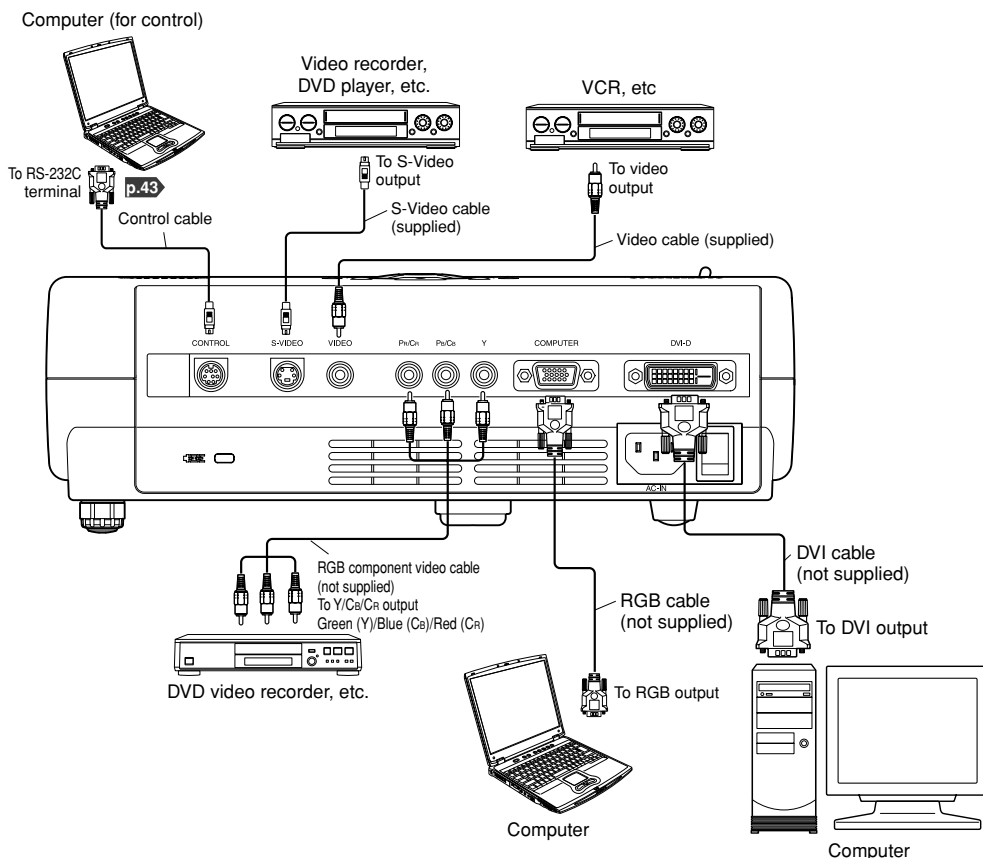 Computer (for control)
Video recorder,
DVD player, etc.
VCR, etc
To RS-232C
terminal
p.43
To S-Video
output
To video
output
Control cable
S-Video cable
(supplied)
Video cable (supplied)
CONTROL
S-VIDEO
VIDEO
PR/CR
PB/CB
Y
COMPUTER
DVI-D
AC-IN
RGB component video cable
(not supplied)
To Y/CB/CR output
Green (Y)/Blue (CB)/Red (CR)
DVI cable
(not supplied)
RGB cable
(not supplied)
To DVI output
DVD video recorder, etc.
To RGB output
Computer
Computer